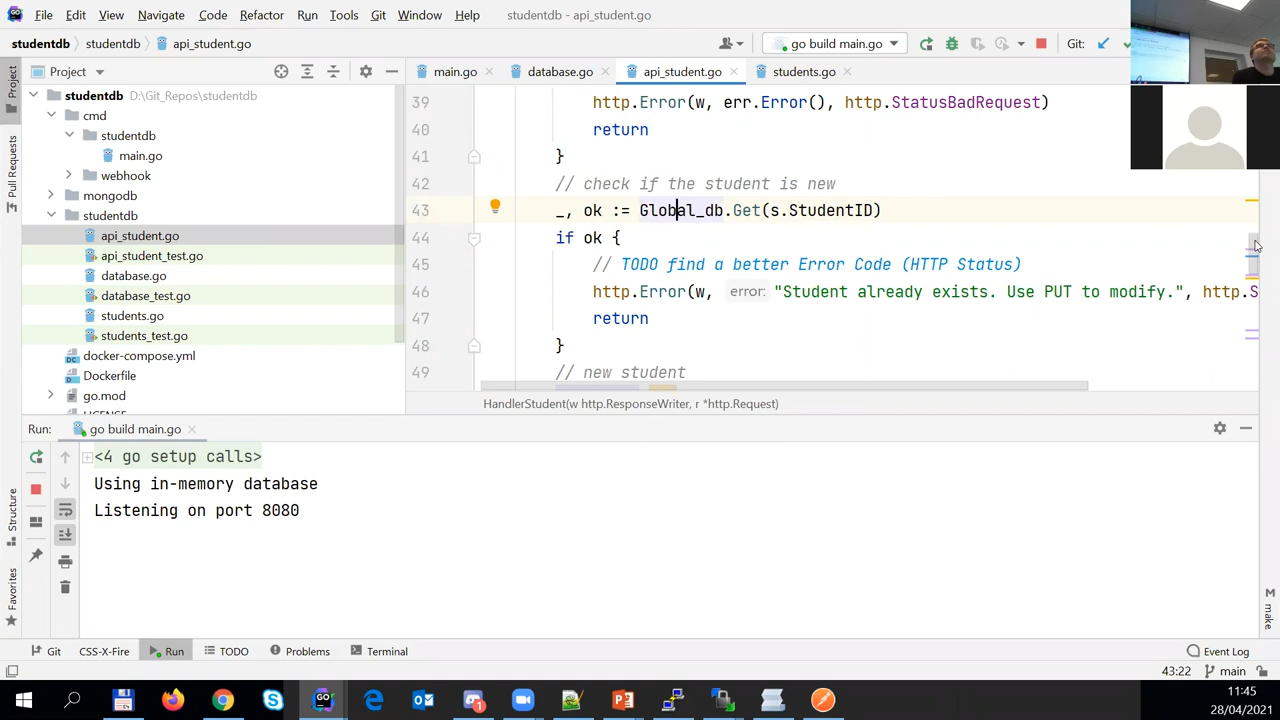 File Edit View Navigate Code Refactor Run Tools Git Window Help studentdb - api_student.go
studentdb studentdb api_student.go go build main.go Git:
Project main.go database.go api_student.go students.go
Project
Pull Requests
Structure
Favorites
studentdb D:\Git_Repos\studentdb
cmd
studentdb
main.go
webhook
mongodb
studentdb
api_student.go
api_student_test.go
database.go
database_test.go
students.go
students_test.go
docker-compose.yml
Dockerfile
go.mod
39 http.Error(w, err.Error(), http.StatusBadRequest)
40 return
41 }
42 // check if the student is new
43 _, ok := Global_db.Get(s.StudentID)
44 if ok {
45 // TODO find a better Error Code (HTTP Status)
46 http.Error(w, error: "Student already exists. Use PUT to modify.", http.S
47 return
48 }
49 // new student
HandlerStudent(w http.ResponseWriter, r *http.Request)
Run: go build main.go
<4 go setup calls>
Using in-memory database
Listening on port 8080
make
Git CSS-X-Fire Run TODO Problems Terminal Event Log
43:22 main
11:45
28/04/2021